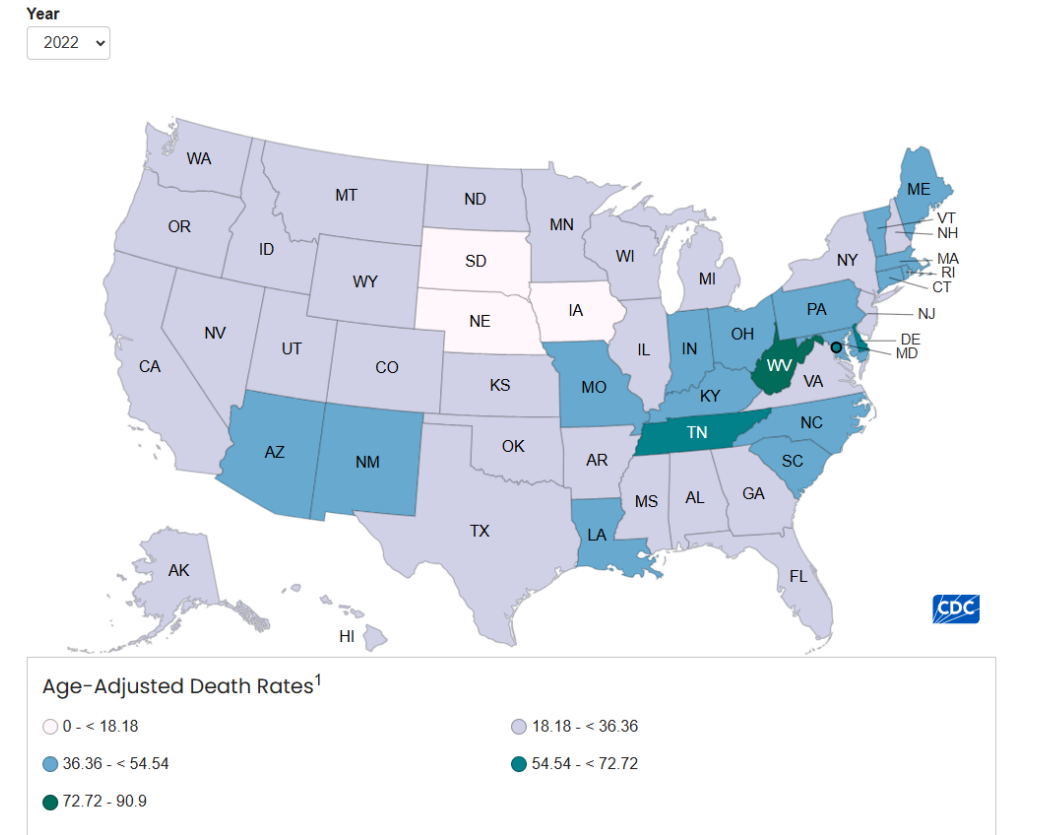 Year
2022
WA
MT
ND
ME
OR
MN
VT
NH
ID
SD
WI
NY
MA
RI
WY
MI
CT
NE
IA
PA
NJ
NV
OH
DE
UT
IL
IN
MD
CA
CO
WV
VA
KS
MO
KY
NC
TN
AZ
NM
OK
AR
SC
MS
AL
GA
TX
LA
AK
FL
CDC
HI
Age-Adjusted Death Rates1
0 - < 18.18
18.18 - < 36.36
36.36 - < 54.54
54.54 - < 72.72
72.72 - 90.9